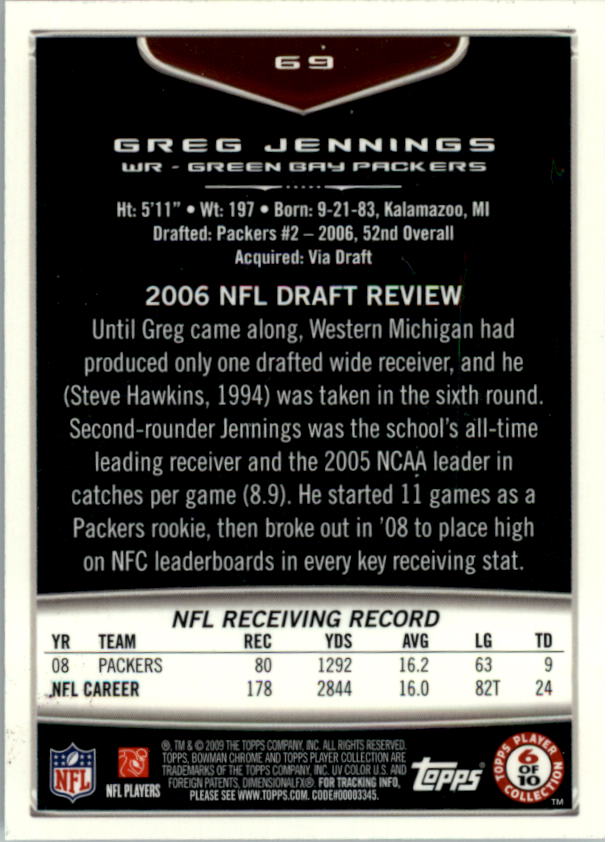 69
GREG JENNINGS
WR - GREEN BAY PACKERS
Ht: 5'11" • Wt: 197 • Born: 9-21-83, Kalamazoo, MI
Drafted: Packers #2 – 2006, 52nd Overall
Acquired: Via Draft
2006 NFL DRAFT REVIEW
Until Greg came along, Western Michigan had
produced only one drafted wide receiver, and he
(Steve Hawkins, 1994) was taken in the sixth round.
Second-rounder Jennings was the school's all-time
leading receiver and the 2005 NCAA leader in
catches per game (8.9). He started 11 games as a
Packers rookie, then broke out in '08 to place high
on NFC leaderboards in every key receiving stat.
NFL RECEIVING RECORD
YR TEAM REC YDS AVG LG TD
08 PACKERS 80 1292 16.2 63 9
NFL CAREER 178 2844 16.0 82T 24
®, TM & © 2009 THE TOPPS COMPANY, INC. ALL RIGHTS RESERVED.
TOPPS, BOWMAN CHROME AND TOPPS PLAYER COLLECTION ARE
TRADEMARKS OF THE TOPPS COMPANY, INC. UV COLOR U.S. AND
FOREIGN PATENTS, DIMENSIONALFX®. FOR TRACKING INFO,
PLEASE SEE WWW.TOPPS.COM. CODE#00003345.
NFL
NFL PLAYERS
Topps
TOPPS PLAYER
6
OF
10
COLLECTION
TM